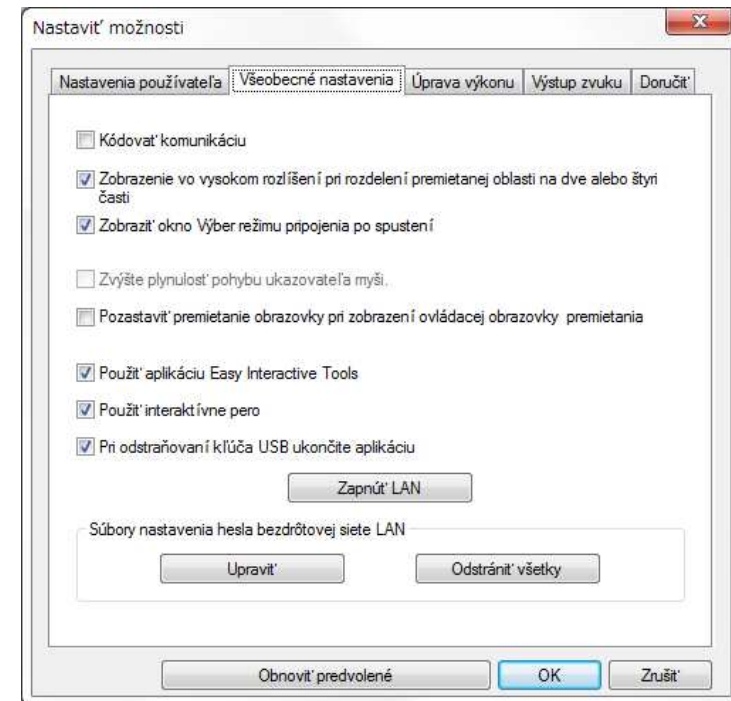 Nastaviť možnosti
Nastavenia používateľa Všeobecné nastavenia Úprava výkonu Výstup zvuku Doručiť
Kódovať komunikáciu
Zobrazenie vo vysokom rozlíšení pri rozdelení premietanej oblasti na dve alebo štyri
časti
Zobraziť okno Výber režimu pripojenia po spustení
Zvýšte plynulosť pohybu ukazovateľa myši.
Pozastaviť premietanie obrazovky pri zobrazení ovládacej obrazovky premietania
Použiť aplikáciu Easy Interactive Tools
Použiť interaktívne pero
Pri odstraňovaní kľúča USB ukončite aplikáciu
Zapnúť LAN
Súbory nastavenia hesla bezdrôtovej siete LAN
Upraviť Odstrániť všetky
Obnoviť predvolené OK Zrušiť